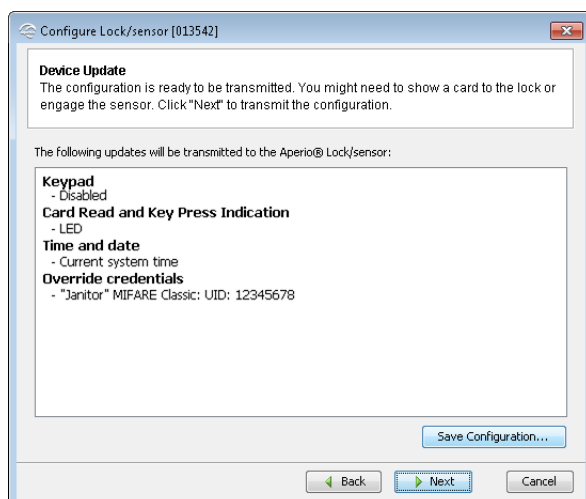 Configure Lock/sensor [013542]
Device Update
The configuration is ready to be transmitted. You might need to show a card to the lock or
engage the sensor. Click "Next" to transmit the configuration.
The following updates will be transmitted to the Aperio® Lock/sensor:
Keypad
- Disabled
Card Read and Key Press Indication
- LED
Time and date
- Current system time
Override credentials
- "Janitor" MIFARE Classic: UID: 12345678
Save Configuration...
Back
Next
Cancel